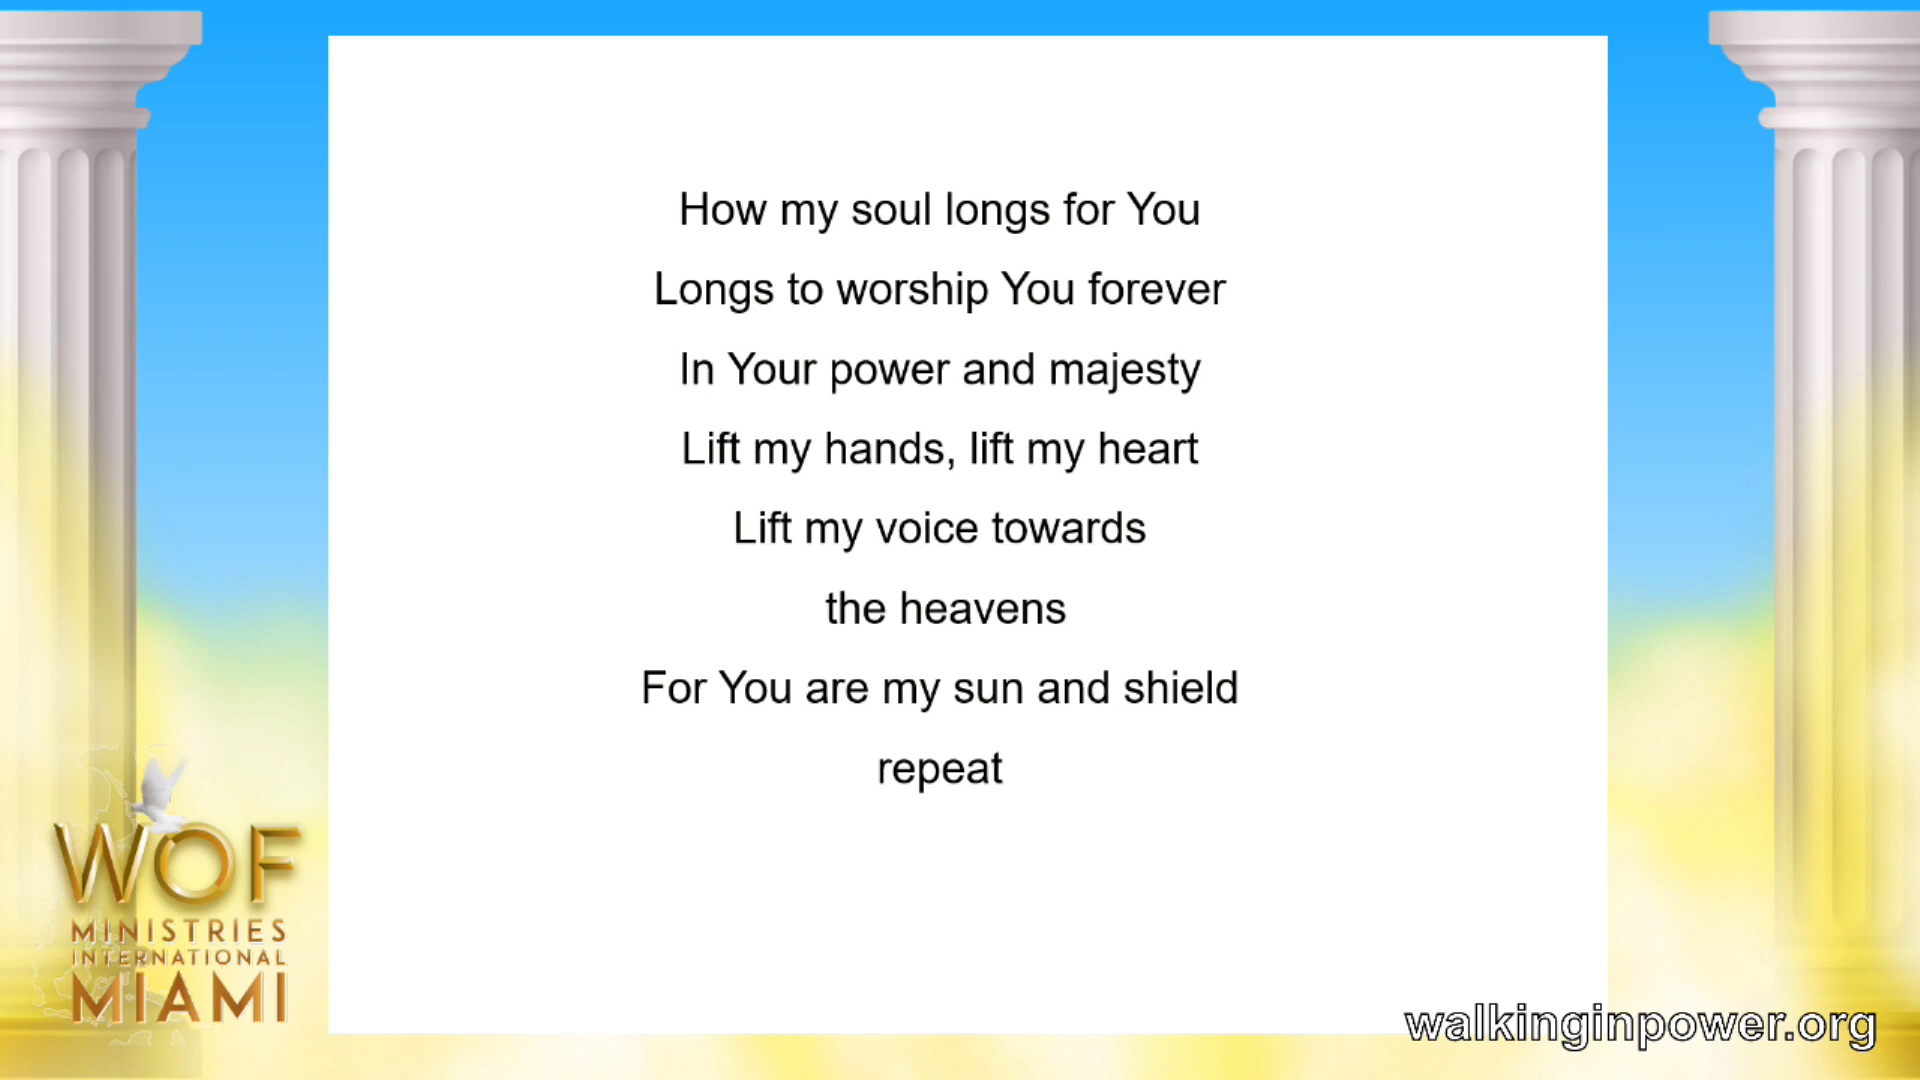 How my soul longs for You
Longs to worship You forever
In Your power and majesty
Lift my hands, lift my heart
Lift my voice towards
the heavens
For You are my sun and shield
repeat
WOF
MINISTRIES
INTERNATIONAL
MIAMI
walkinginpower.org